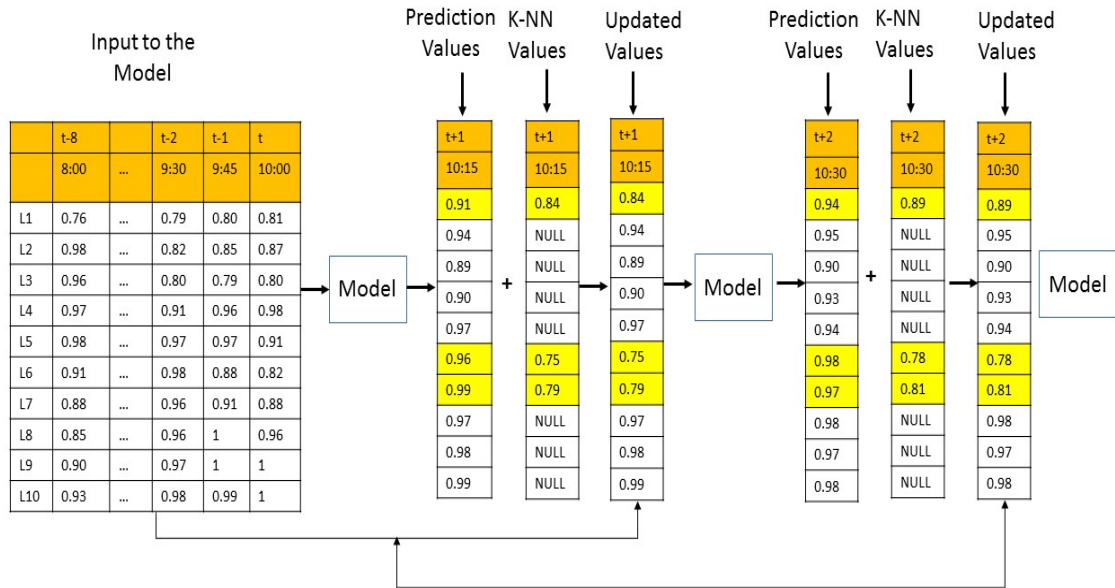 Input to the
Model
t-8 t-2 t-1 t
8:00 ... 9:30 9:45 10:00
L1 0.76 ... 0.79 0.80 0.81
L2 0.98 ... 0.82 0.85 0.87
L3 0.96 ... 0.80 0.79 0.80
L4 0.97 ... 0.91 0.96 0.98
L5 0.98 ... 0.97 0.97 0.91
L6 0.91 ... 0.98 0.88 0.82
L7 0.88 ... 0.96 0.91 0.88
L8 0.85 ... 0.96 1 0.96
L9 0.90 ... 0.97 1 1
L10 0.93 ... 0.98 0.99 1
Model
Prediction
Values
t+1
10:15
0.91
0.94
0.89
0.90
0.97
0.96
0.99
0.97
0.98
0.99
+
K-NN
Values
t+1
10:15
0.84
NULL
NULL
NULL
NULL
0.75
0.79
NULL
NULL
NULL
Updated
Values
t+1
10:15
0.84
0.94
0.89
0.90
0.97
0.75
0.79
0.97
0.98
0.99
Model
Prediction
Values
t+2
10:30
0.94
0.95
0.90
0.93
0.94
0.98
0.97
0.98
0.97
0.98
+
K-NN
Values
t+2
10:30
0.89
NULL
NULL
NULL
NULL
0.78
0.81
NULL
NULL
NULL
Updated
Values
t+2
10:30
0.89
0.95
0.90
0.93
0.94
0.78
0.81
0.98
0.97
0.98
Model